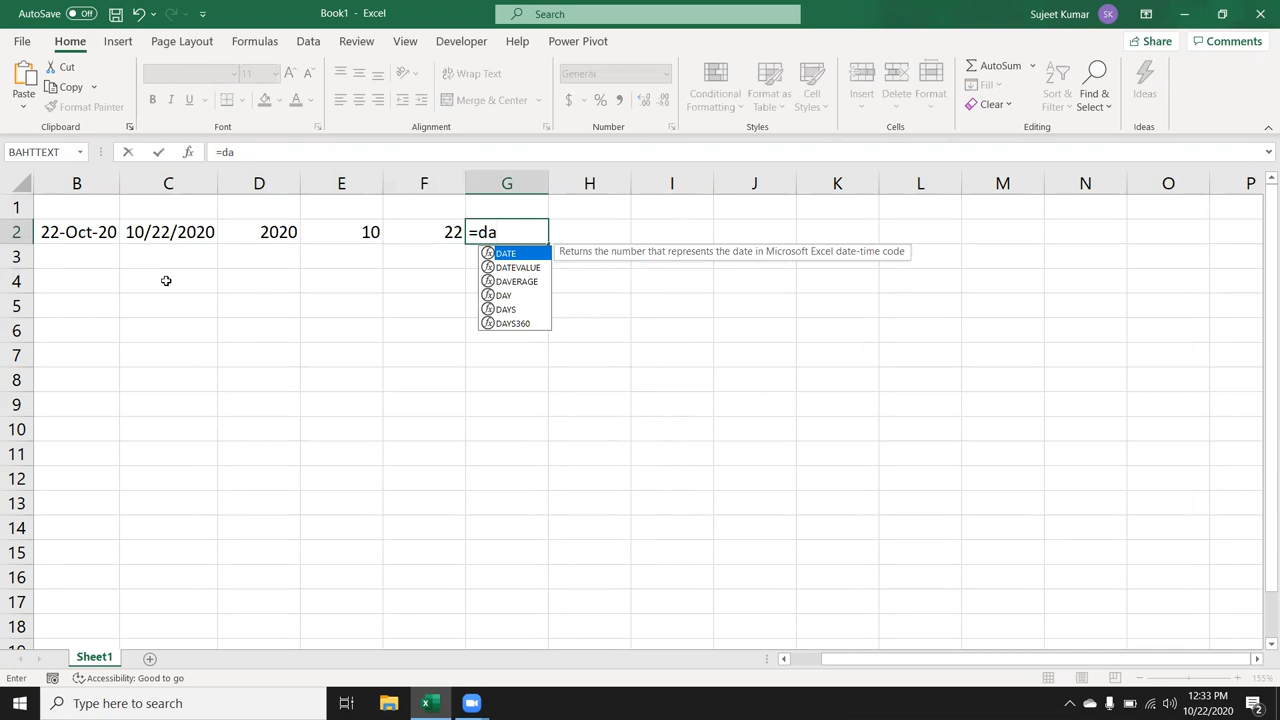 AutoSave Off Book1 - Excel Search Sujeet Kumar SK
File Home Insert Page Layout Formulas Data Review View Developer Help Power Pivot Share Comments
Paste Cut Copy Format Painter
Clipboard
11
B I U A
Font
Wrap Text
Merge & Center
Alignment
General
$ % 9
Number
Conditional Formatting Format as Table Cell Styles
Styles
Insert Delete Format
Cells
AutoSum Fill Clear Sort & Filter Find & Select
Editing
Ideas
Ideas
BAHTTEXT fx =da
B C D E F G H I J K L M N O P
1
2 22-Oct-20 10/22/2020 2020 10 22 =da
DATE Returns the number that represents the date in Microsoft Excel date-time code
3
DATEVALUE
DAVERAGE
4
DAY
DAYS
5
DAYS360
6
7
8
9
10
11
12
13
14
15
16
17
18
19
Sheet1
Enter Accessibility: Good to go 155%
Type here to search 12:33 PM
10/22/2020 2